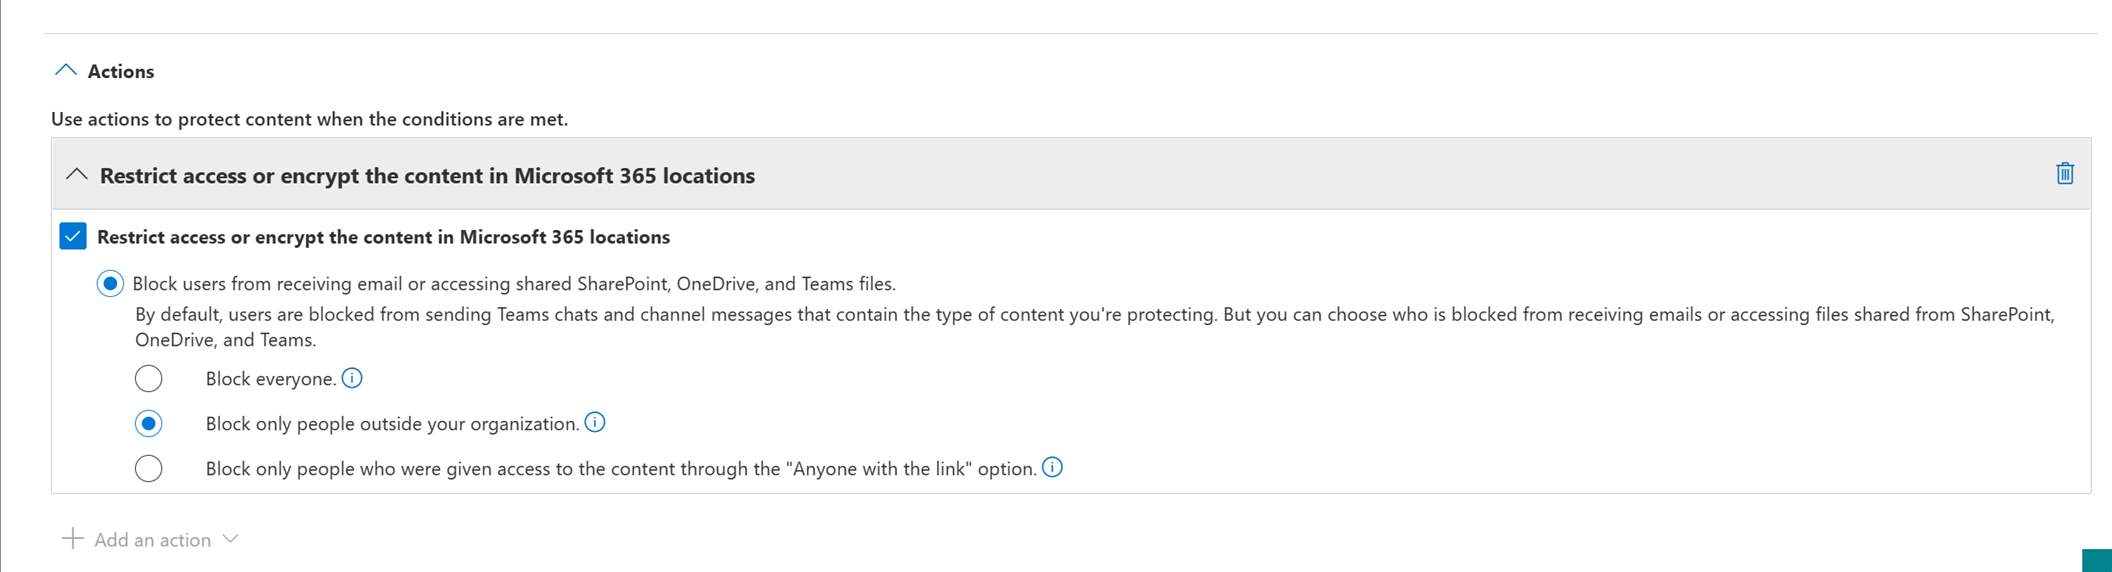 Actions
Use actions to protect content when the conditions are met.
Restrict access or encrypt the content in Microsoft 365 locations
Restrict access or encrypt the content in Microsoft 365 locations
Block users from receiving email or accessing shared SharePoint, OneDrive, and Teams files.
By default, users are blocked from sending Teams chats and channel messages that contain the type of content you're protecting. But you can choose who is blocked from receiving emails or accessing files shared from SharePoint,
OneDrive, and Teams.
Block everyone.
Block only people outside your organization.
Block only people who were given access to the content through the "Anyone with the link" option.
Add an action